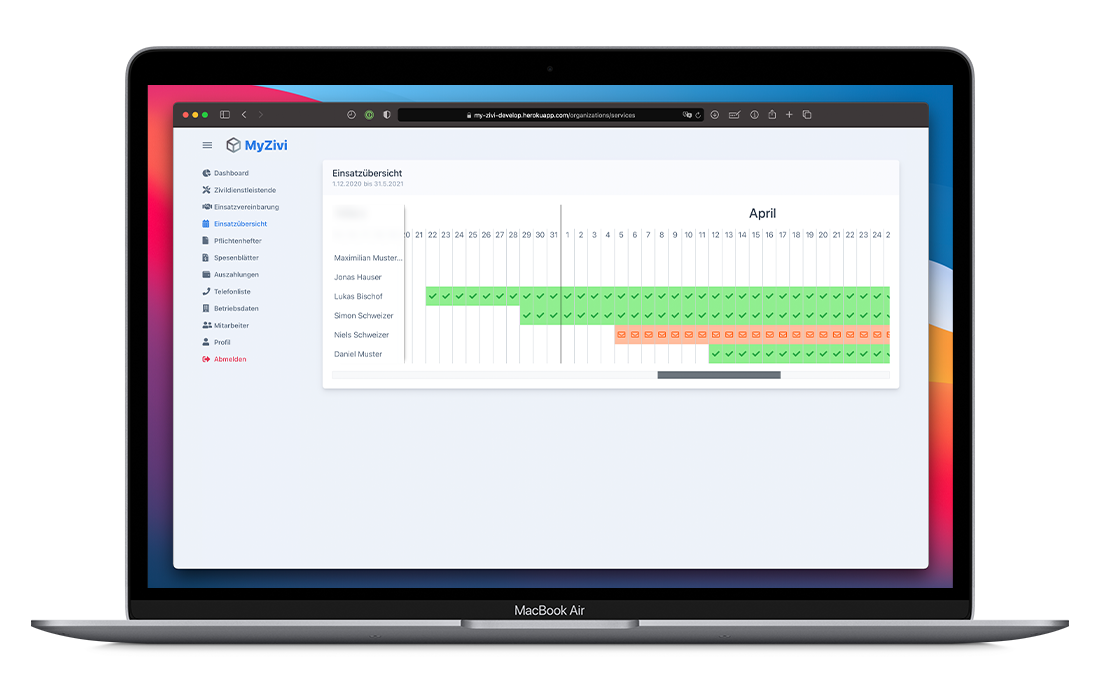 my-zivi-develop.herokuapp.com/organizations/services
MyZivi
Dashboard
Zivildienstleistende
Einsatzvereinbarung
Einsatzübersicht
Pflichtenhefter
Spesenblätter
Auszahlungen
Telefonliste
Betriebsdaten
Mitarbeiter
Profil
Abmelden
Einsatzübersicht
1.12.2020 bis 31.5.2021
April
20 21 22 23 24 25 26 27 28 29 30 31 1 2 3 4 5 6 7 8 9 10 11 12 13 14 15 16 17 18 19 20 21 22 23 24 2
Maximilian Muster...
Jonas Hauser
Lukas Bischof
Simon Schweizer
Niels Schweizer
Daniel Muster
MacBook Air